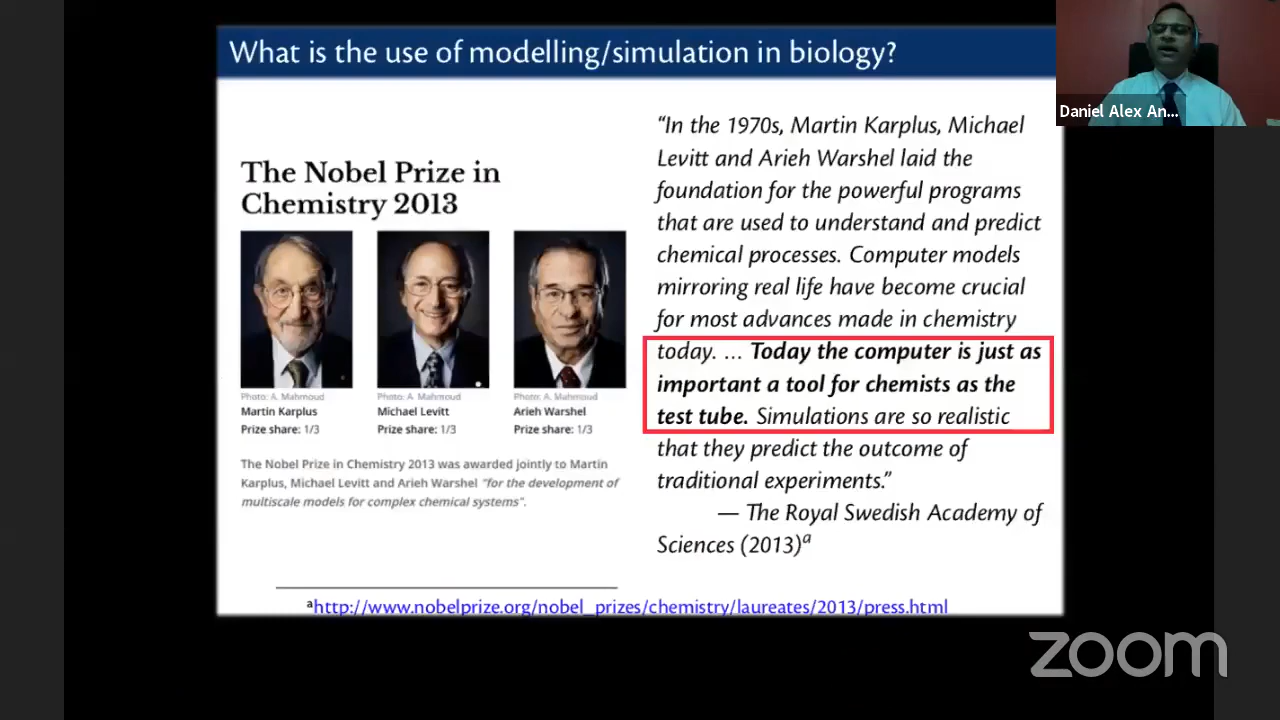 What is the use of modelling/simulation in biology?
Daniel Alex An...
The Nobel Prize in
Chemistry 2013
Photo: A. Mahmoud
Martin Karplus
Prize share: 1/3
Photo: A. Mahmoud
Michael Levitt
Prize share: 1/3
Photo: A. Mahmoud
Arieh Warshel
Prize share: 1/3
The Nobel Prize in Chemistry 2013 was awarded jointly to Martin
Karplus, Michael Levitt and Arieh Warshel "for the development of
multiscale models for complex chemical systems".
“In the 1970s, Martin Karplus, Michael
Levitt and Arieh Warshel laid the
foundation for the powerful programs
that are used to understand and predict
chemical processes. Computer models
mirroring real life have become crucial
for most advances made in chemistry
today. ... Today the computer is just as
important a tool for chemists as the
test tube. Simulations are so realistic
that they predict the outcome of
traditional experiments.”
— The Royal Swedish Academy of
Sciences (2013)a
ahttp://www.nobelprize.org/nobel_prizes/chemistry/laureates/2013/press.html
zoom